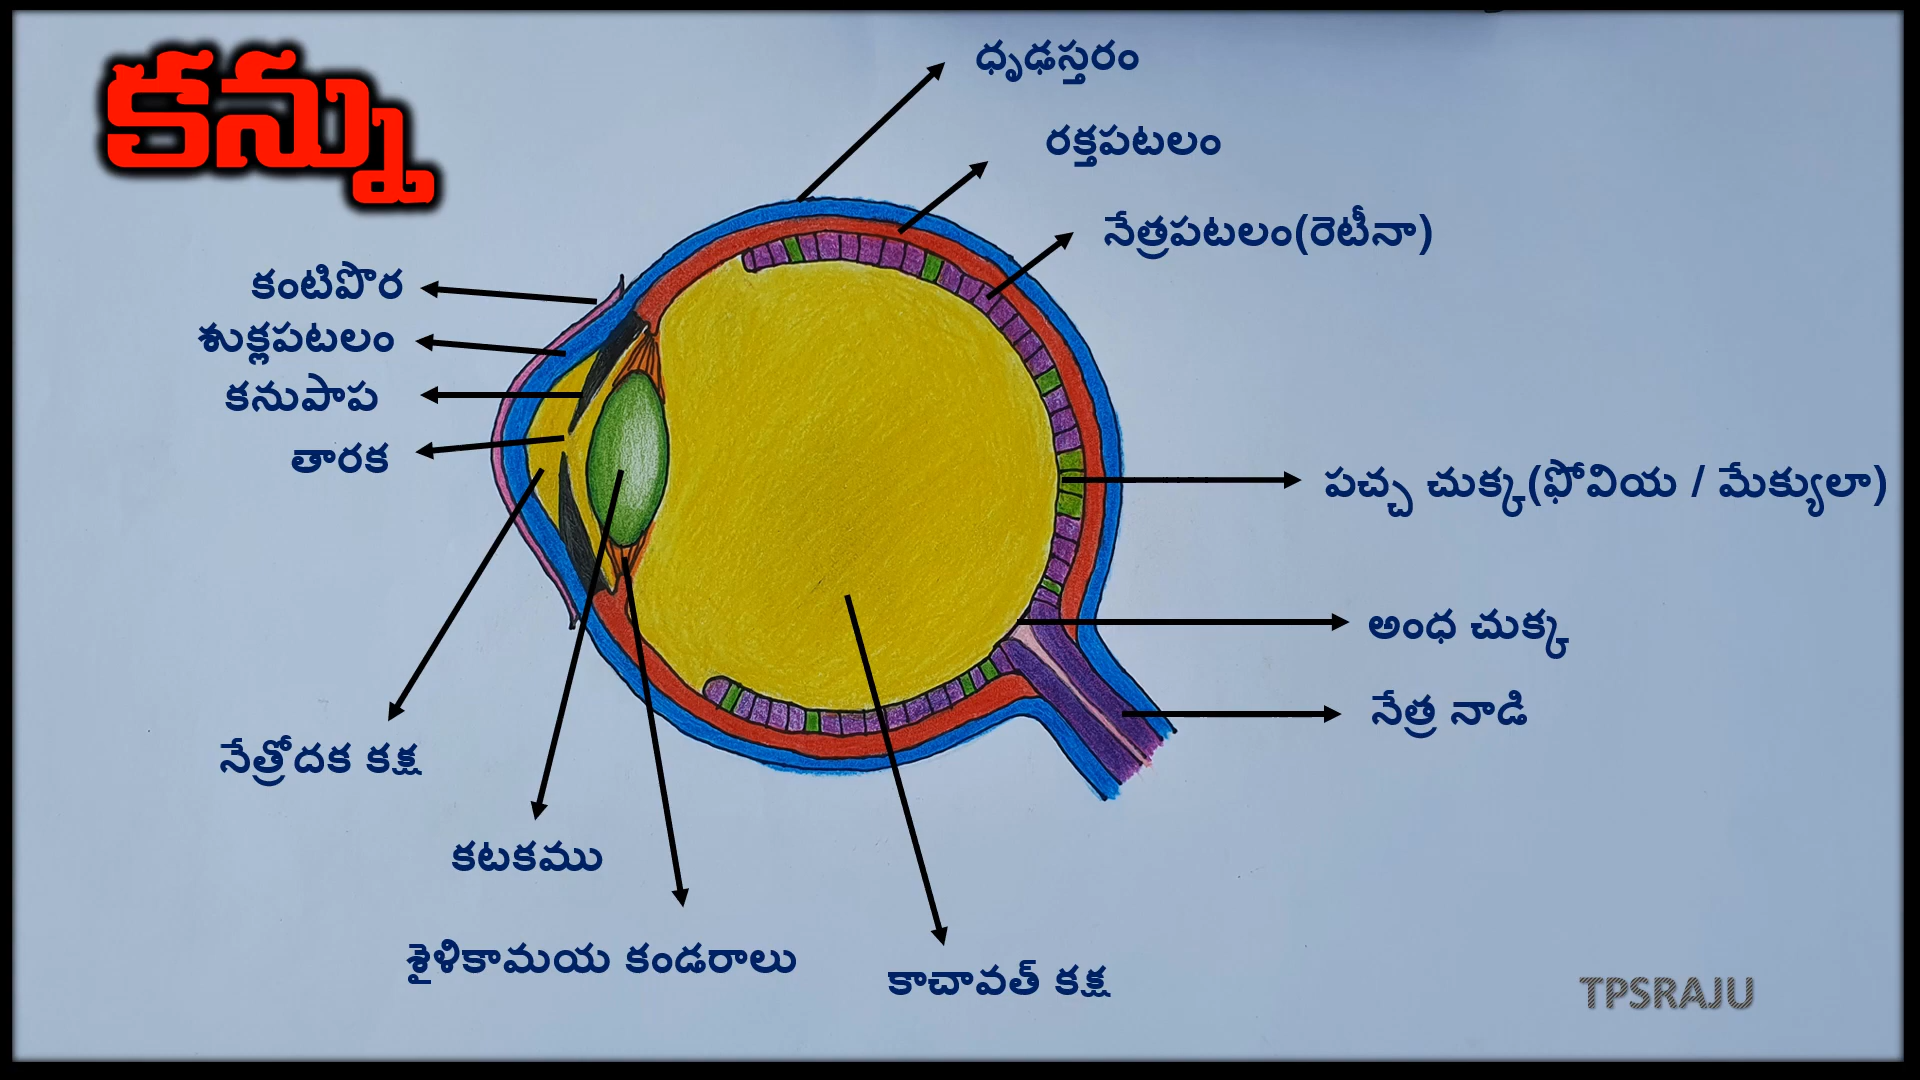 కన్ను
ధృఢస్తరం
రక్తపటలం
నేత్రపటలం(రెటీనా)
కంటిపొర
శుక్లపటలం
కనుపాప
తారక
పచ్చ చుక్క(ఫోవియ / మేక్యులా)
అంధ చుక్క
నేత్ర నాడి
నేత్రోదక కక్ష
కటకము
శైళికామయ కండరాలు
కాచావత్ కక్ష
TPSRAJU